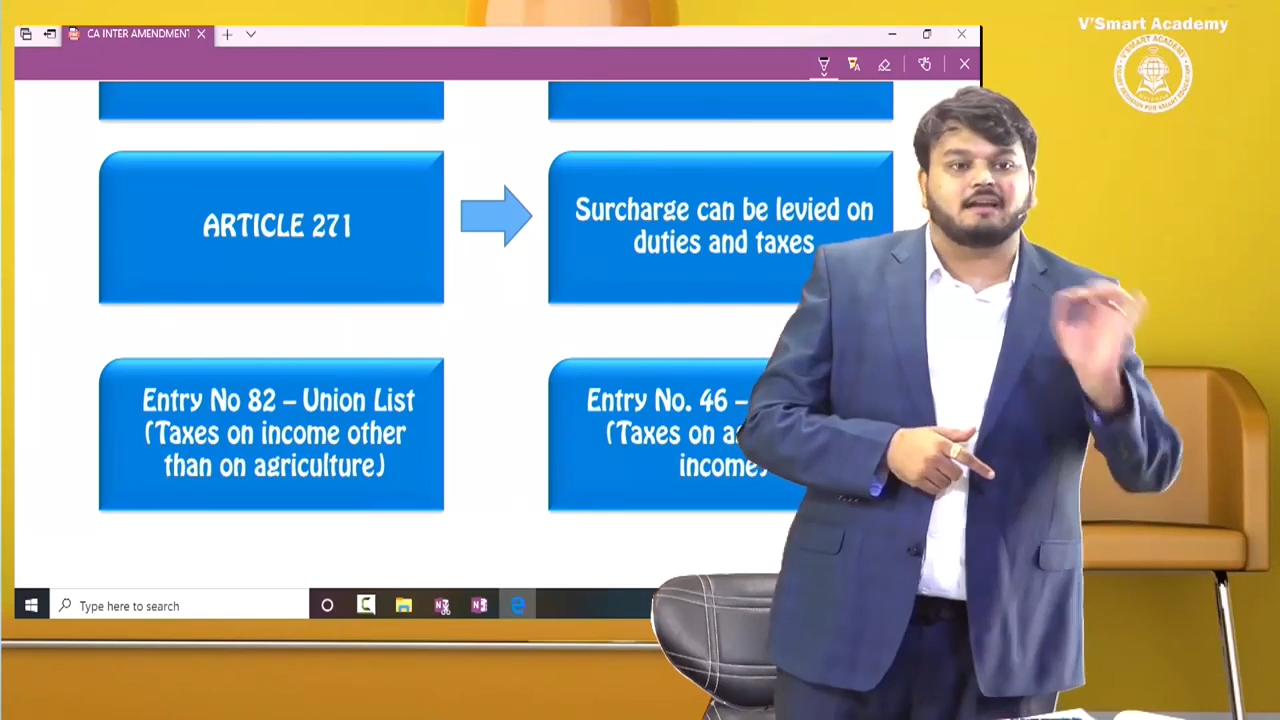 V'Smart Academy
CA INTER AMENDMENT
ARTICLE 271
Surcharge can be levied on
duties and taxes
Entry No 82 – Union List
(Taxes on income other
than on agriculture)
Entry No. 46 –
(Taxes on
income)
Type here to search